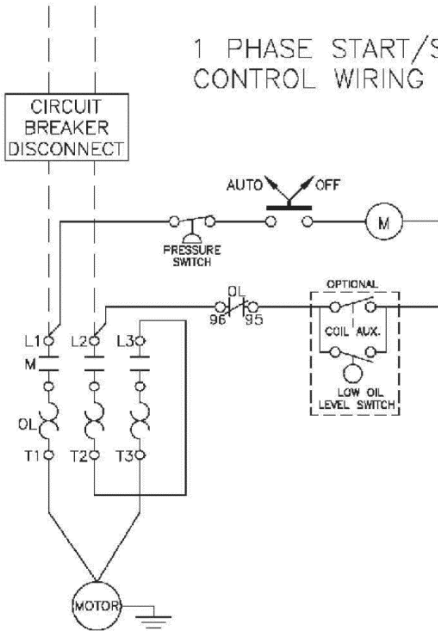 1 PHASE START/S
CONTROL WIRING
CIRCUIT
BREAKER
DISCONNECT
AUTO
OFF
M
PRESSURE
SWITCH
OL
96
95
OPTIONAL
COIL AUX.
LOW OIL
LEVEL SWITCH
L1
L2
L3
M
OL
T1
T2
T3
MOTOR